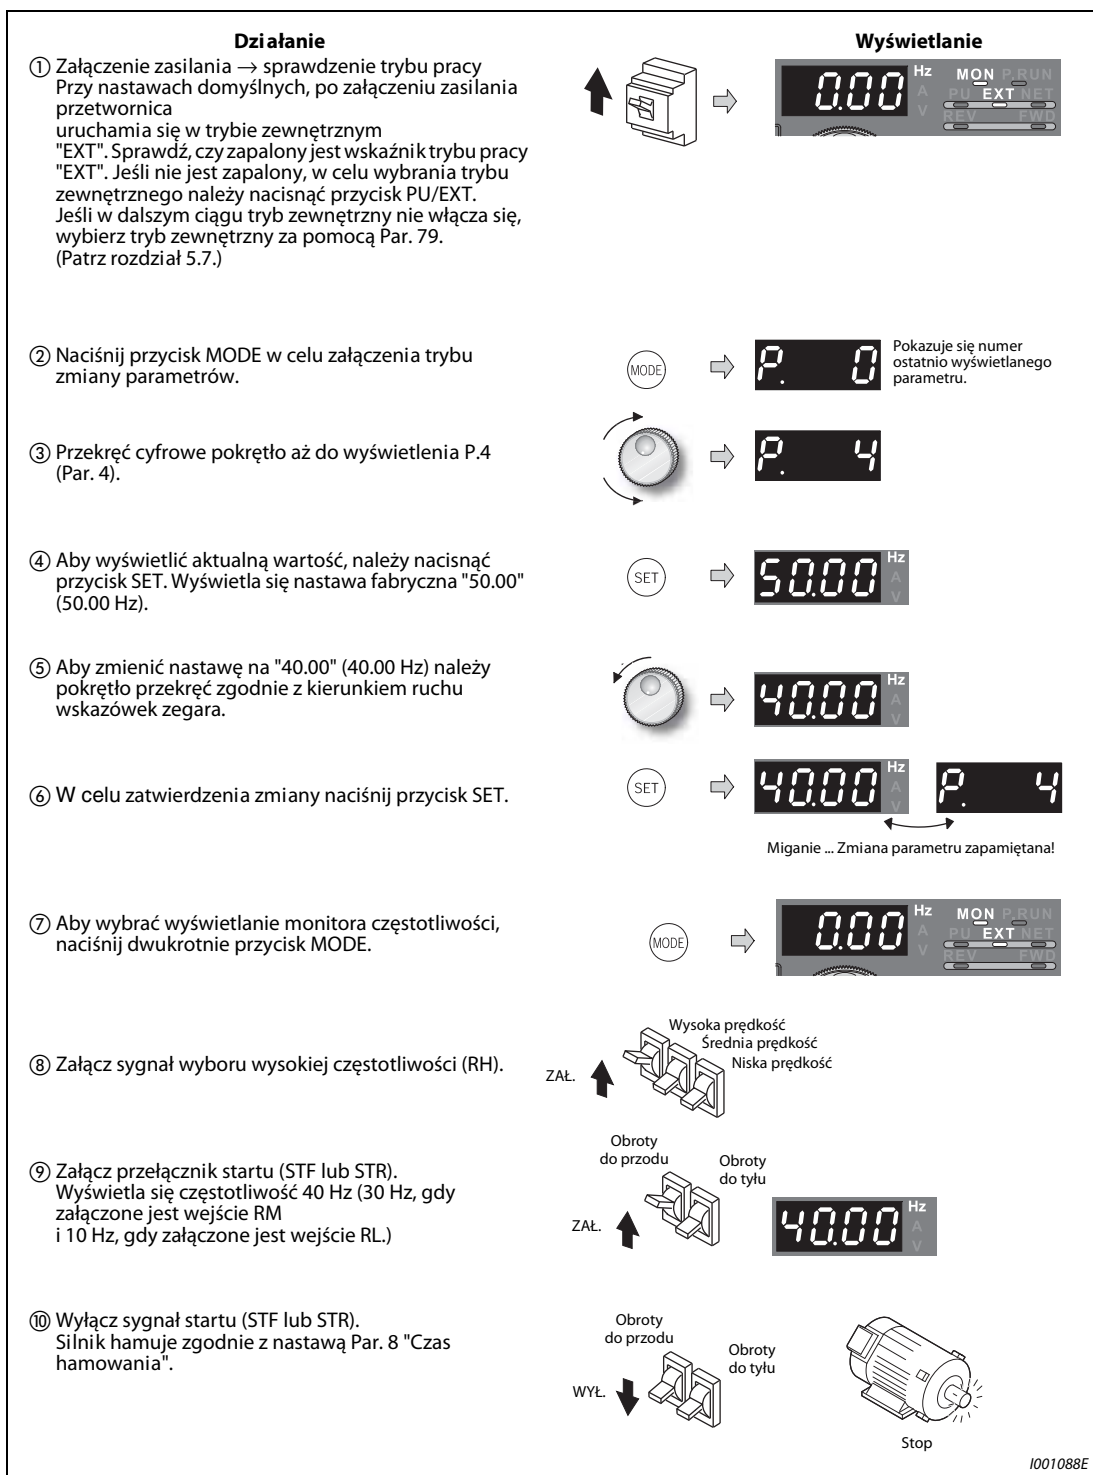 Działanie
Wyświetlanie
① Załączenie zasilania → sprawdzenie trybu pracy
Przy nastawach domyślnych, po załączeniu zasilania
przetwornica
uruchamia się w trybie zewnętrznym
"EXT". Sprawdź, czy zapalony jest wskaźnik trybu pracy
"EXT". Jeśli nie jest zapalony, w celu wybrania trybu
zewnętrznego należy nacisnąć przycisk PU/EXT.
Jeśli w dalszym ciągu tryb zewnętrzny nie włącza się,
wybierz tryb zewnętrzny za pomocą Par. 79.
(Patrz rozdział 5.7.)
0.00
Hz
A
V
MON P.RUN
PU EXT NET
REV FWD
② Naciśnij przycisk MODE w celu załączenia trybu
zmiany parametrów.
MODE
P. 0
Pokazuje się numer
ostatnio wyświetlanego
parametru.
③ Przekręć cyfrowe pokrętło aż do wyświetlenia P.4
(Par. 4).
P. 4
④ Aby wyświetlić aktualną wartość, należy nacisnąć
przycisk SET. Wyświetla się nastawa fabryczna "50.00"
(50.00 Hz).
SET
50.00
Hz
A
V
⑤ Aby zmienić nastawę na "40.00" (40.00 Hz) należy
pokrętło przekręć zgodnie z kierunkiem ruchu
wskazówek zegara.
40.00
Hz
A
V
⑥ W celu zatwierdzenia zmiany naciśnij przycisk SET.
SET
40.00
Hz
A
V
P. 4
Miganie ... Zmiana parametru zapamiętana!
⑦ Aby wybrać wyświetlanie monitora częstotliwości,
naciśnij dwukrotnie przycisk MODE.
MODE
0.00
Hz
A
V
MON P.RUN
PU EXT NET
REV FWD
⑧ Załącz sygnał wyboru wysokiej częstotliwości (RH).
ZAŁ.
Wysoka prędkość
Średnia prędkość
Niska prędkość
⑨ Załącz przełącznik startu (STF lub STR).
Wyświetla się częstotliwość 40 Hz (30 Hz, gdy
załączone jest wejście RM
i 10 Hz, gdy załączone jest wejście RL.)
Obroty
do przodu
Obroty
do tyłu
ZAŁ.
40.00
Hz
A
V
⑩ Wyłącz sygnał startu (STF lub STR).
Silnik hamuje zgodnie z nastawą Par. 8 "Czas
hamowania".
Obroty
do przodu
Obroty
do tyłu
WYŁ.
Stop
I001088E